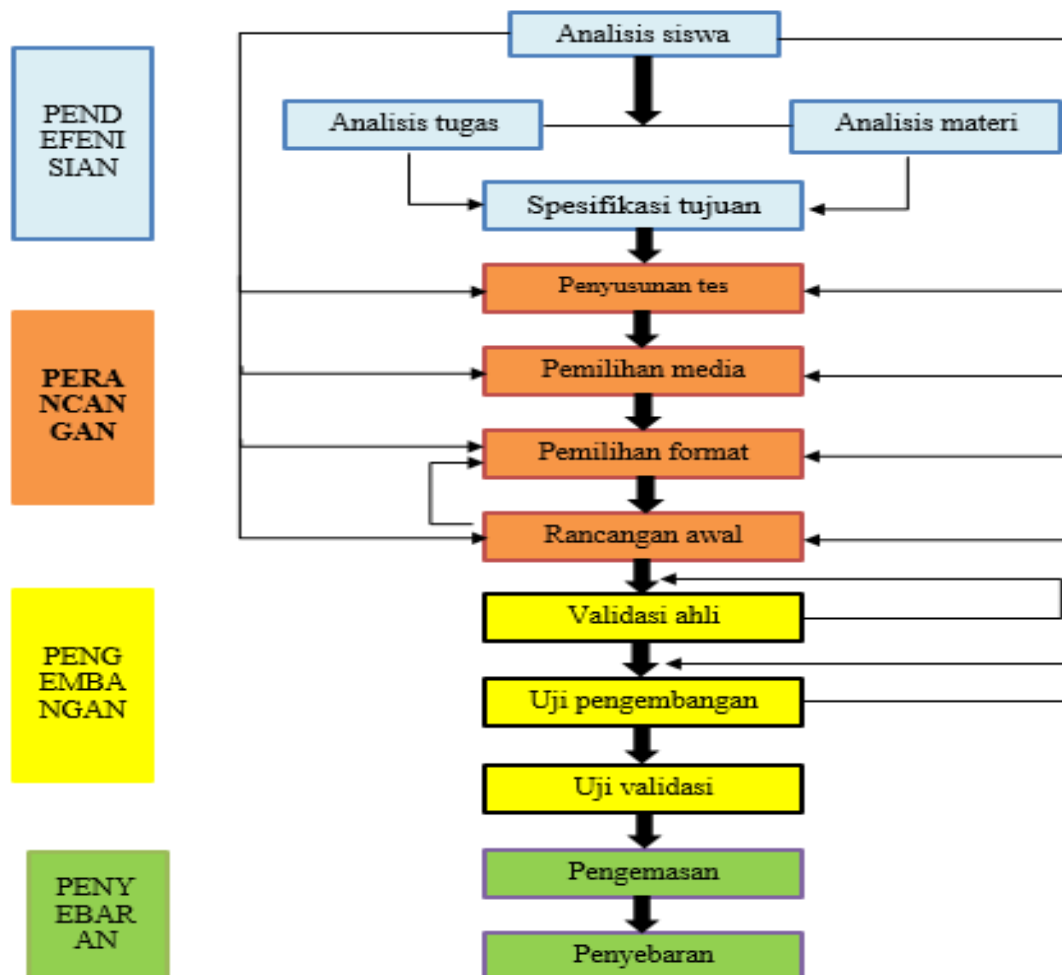 Analisis siswa
PEND
EFENI
SIAN
Analisis tugas
Analisis materi
Spesifikasi tujuan
PERA
NCAN
GAN
Penyusunan tes
Pemilihan media
Pemilihan format
Rancangan awal
PENG
EMBA
NGAN
Validasi ahli
Uji pengembangan
Uji validasi
PENY
EBAR
AN
Pengemasan
Penyebaran